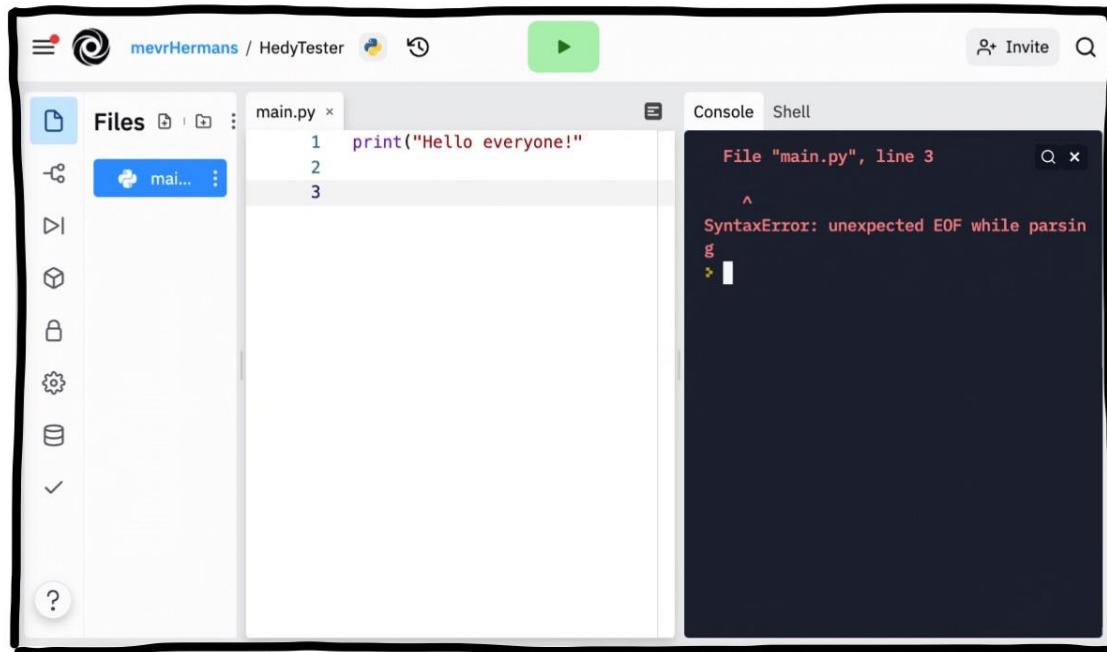 mevrHermans / HedyTester
Invite
Files
mai...
main.py ×
1 print("Hello everyone!"
2
3
Console Shell
File "main.py", line 3
^
SyntaxError: unexpected EOF while parsin
g
>
?